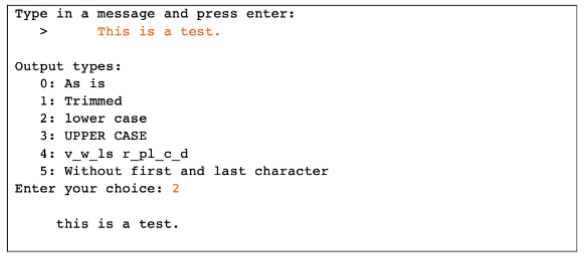 Type in a message and press enter:
> This is a test.
Output types:
0: As is
1: Trimmed
2: lower case
3: UPPER CASE
4: v_w_ls r_pl_c_d
5: Without first and last character
Enter your choice: 2
this is a test.